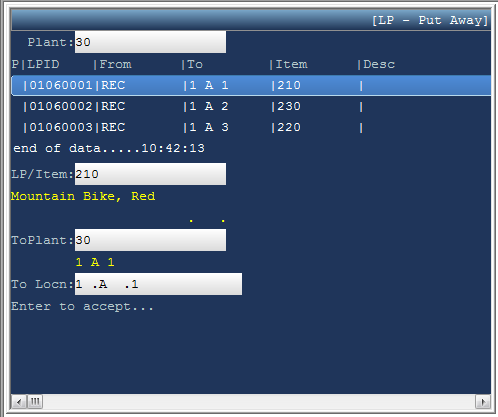 [LP - Put Away]
Plant:30
P|LPID |From |To |Item |Desc
|01060001|REC |1 A 1 |210 |
|01060002|REC |1 A 2 |230 |
|01060003|REC |1 A 3 |220 |
end of data.....10:42:13
LP/Item:210
Mountain Bike, Red
. .
ToPlant:30
1 A 1
To Locn:1 .A .1
Enter to accept...